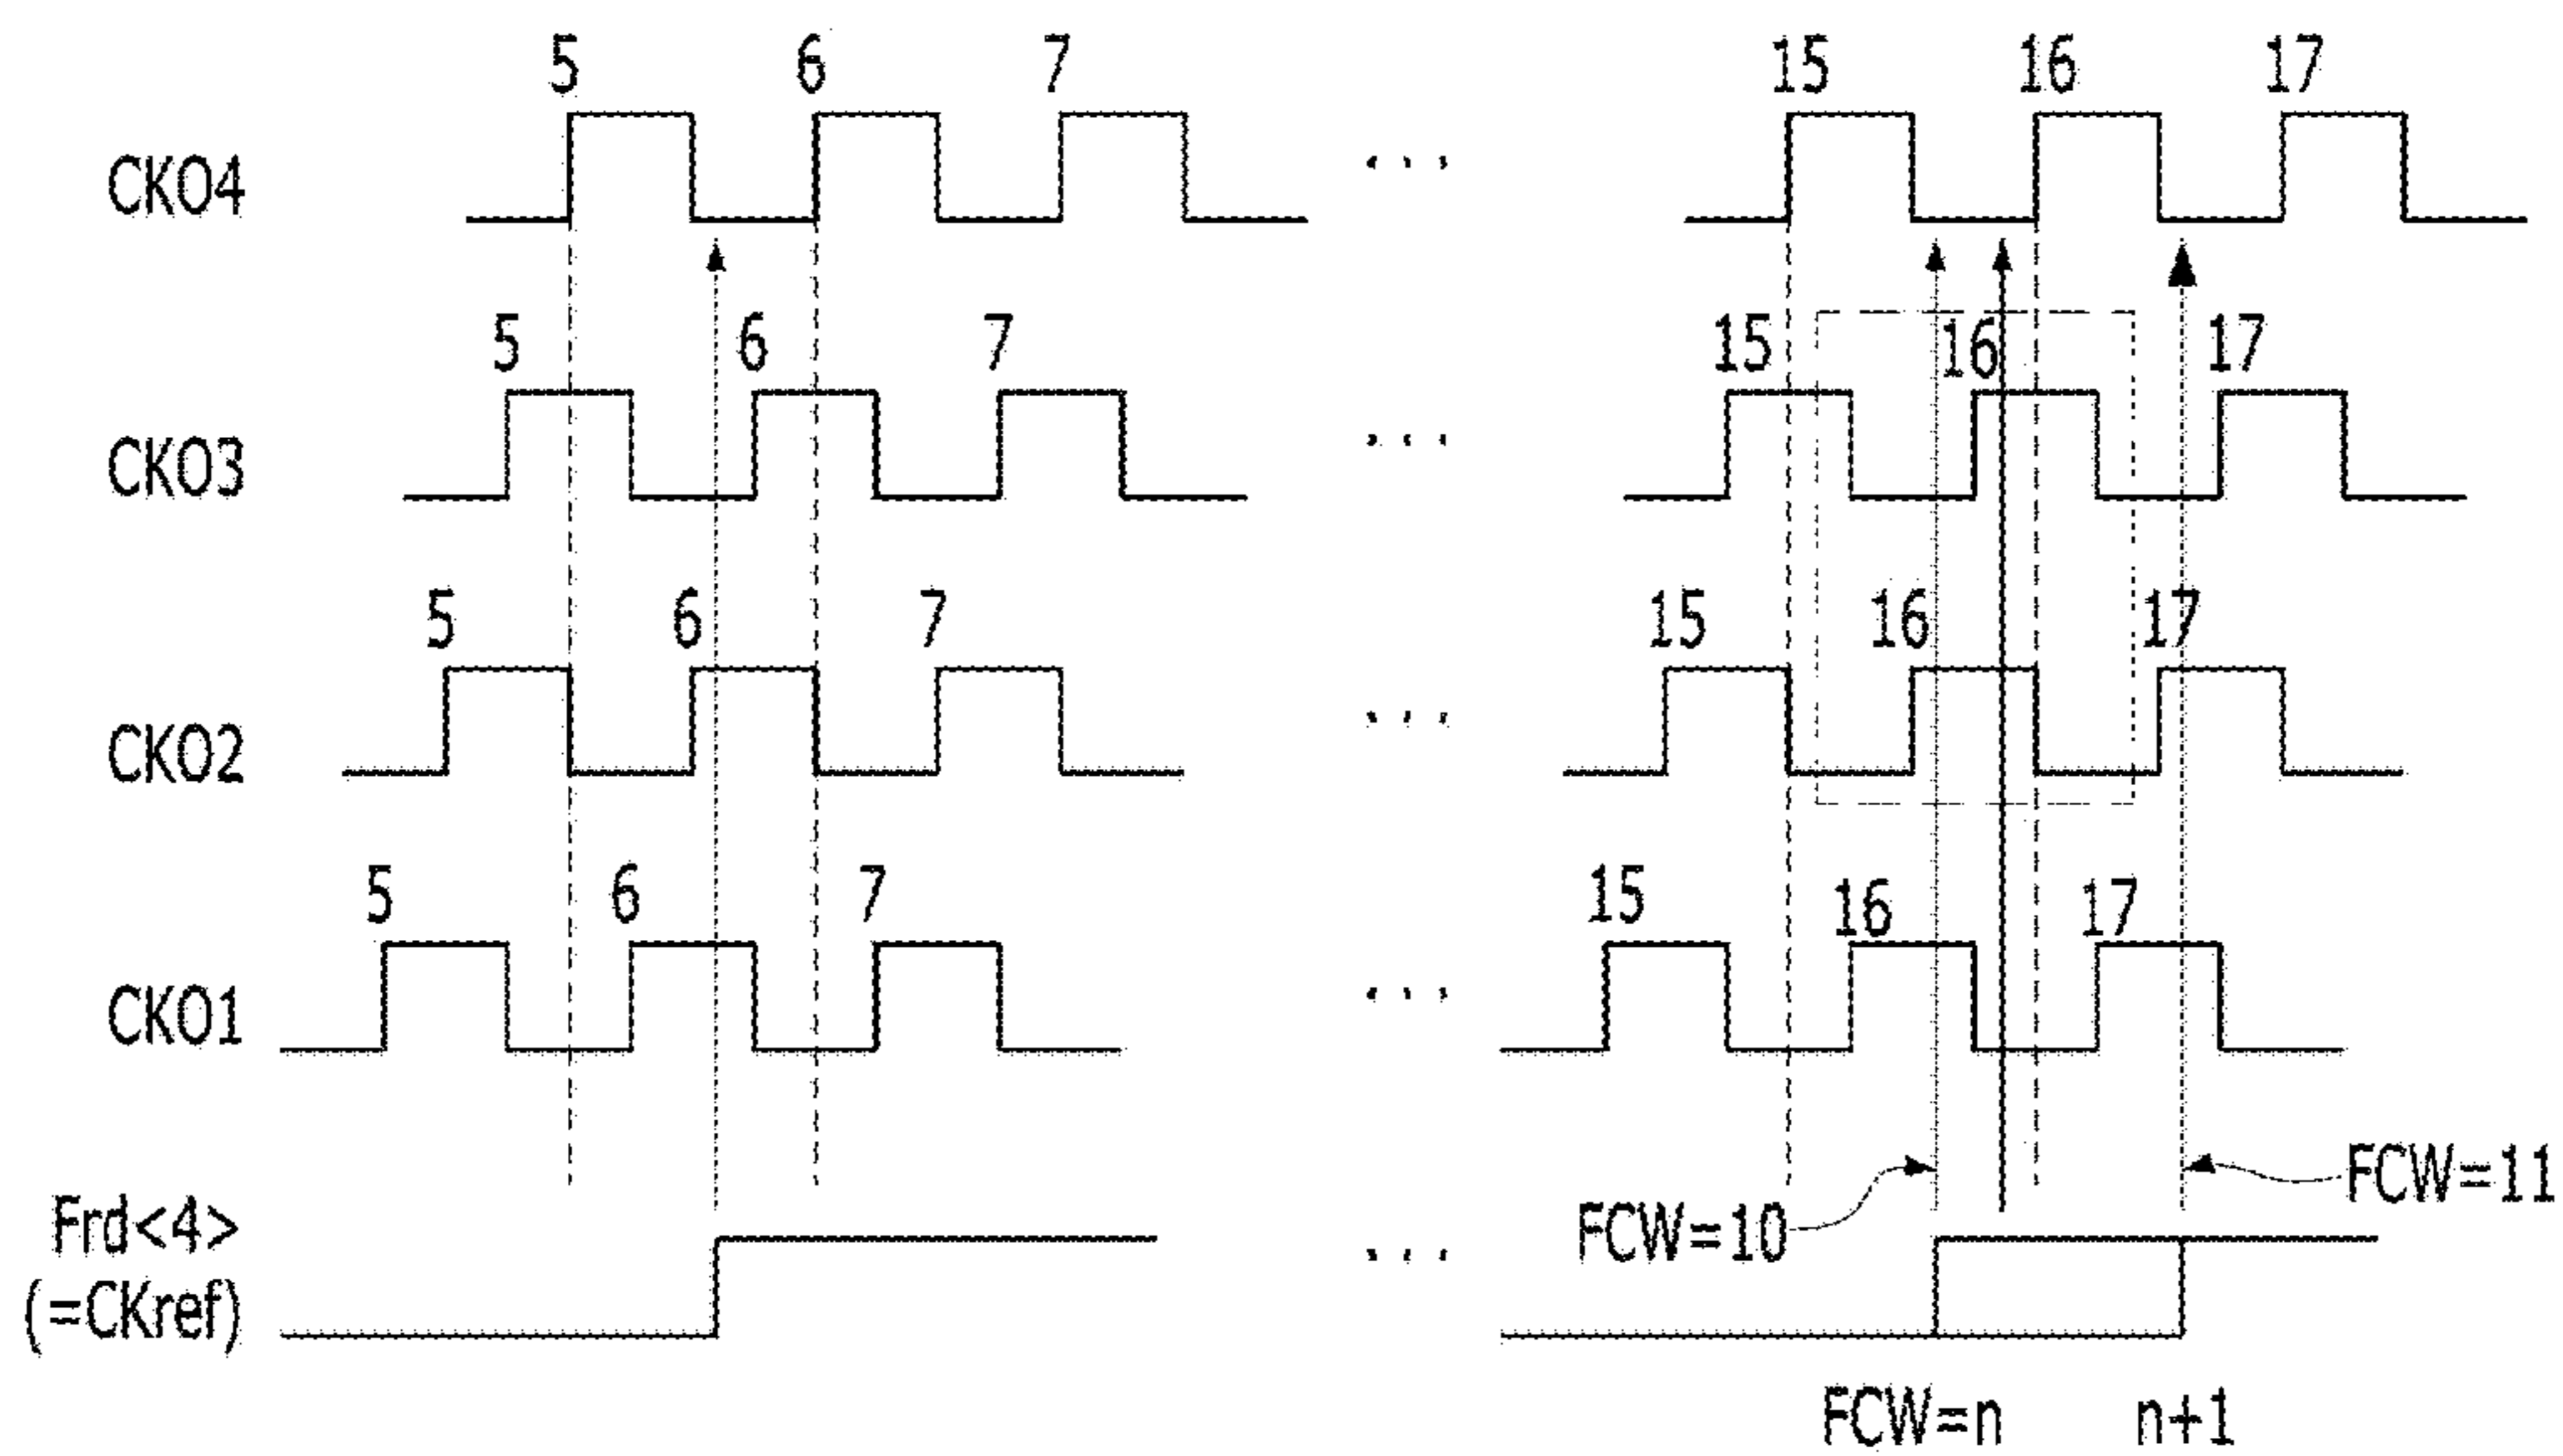 5 6 7 15 16 17
CKO4
5 6 7 15 16 17
CKO3
5 6 7 15 16 17
CKO2
5 6 7 15 16 17
CKO1
Frd<4>
(=CKref)
FCW=10
FCW=11
FCW=n n+1